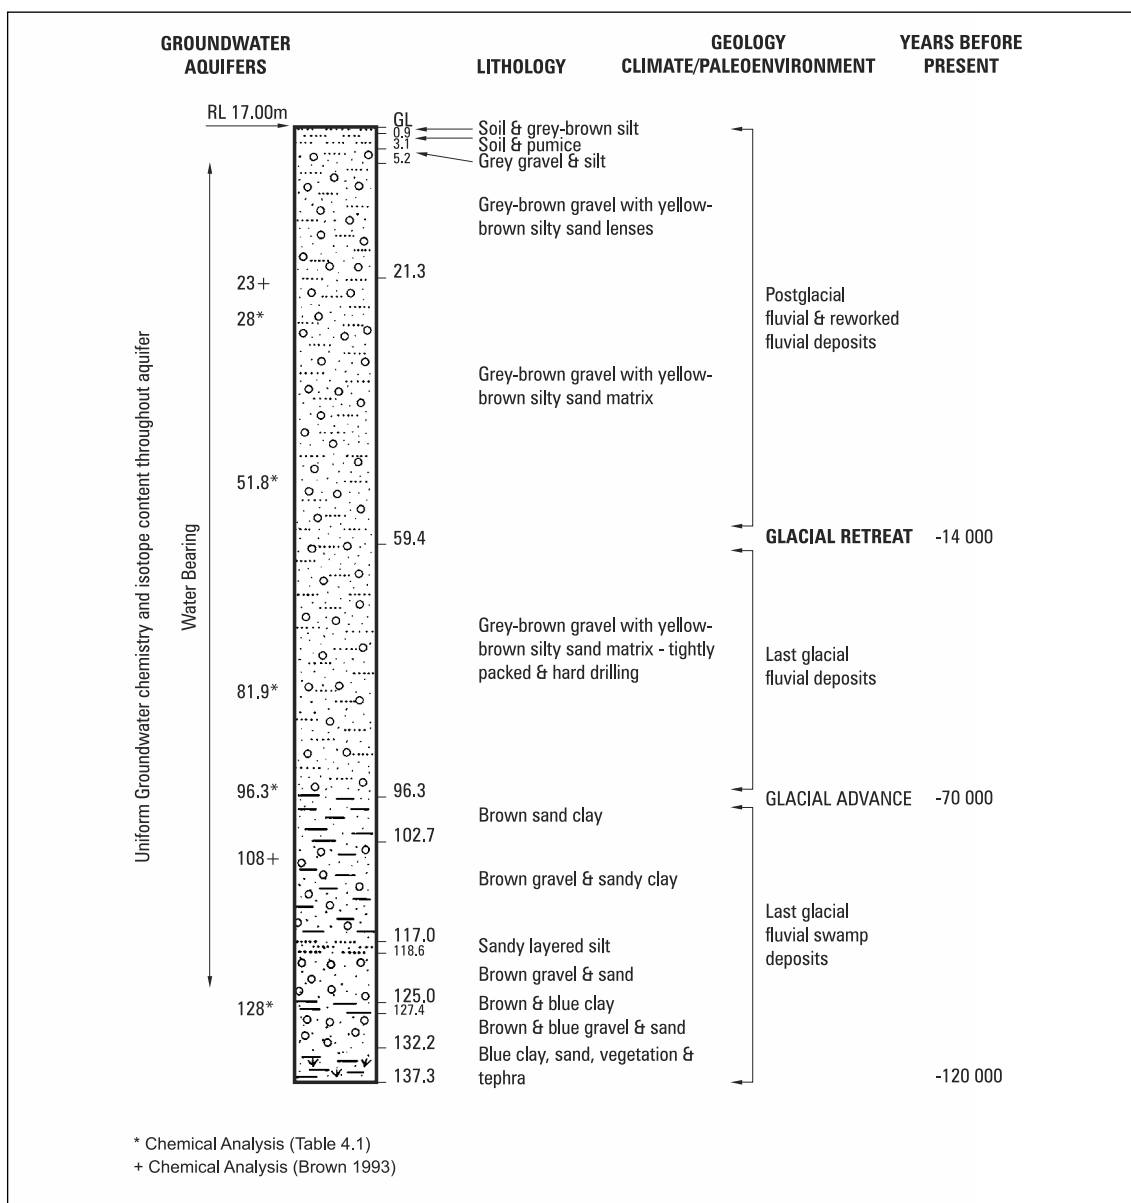 GROUNDWATER
AQUIFERS
LITHOLOGY
GEOLOGY
CLIMATE/PALEOENVIRONMENT
YEARS BEFORE
PRESENT
RL 17.00m
GL
0.9
3.1
5.2
21.3
59.4
96.3
102.7
117.0
118.6
125.0
127.4
132.2
137.3
Uniform Groundwater chemistry and isotope content throughout aquifer
Water Bearing
23+
28*
51.8*
81.9*
96.3*
108+
128*
Soil & grey-brown silt
Soil & pumice
Grey gravel & silt
Grey-brown gravel with yellow-
brown silty sand lenses
Grey-brown gravel with yellow-
brown silty sand matrix
Grey-brown gravel with yellow-
brown silty sand matrix - tightly
packed & hard drilling
Brown sand clay
Brown gravel & sandy clay
Sandy layered silt
Brown gravel & sand
Brown & blue clay
Brown & blue gravel & sand
Blue clay, sand, vegetation &
tephra
Postglacial
fluvial & reworked
fluvial deposits
GLACIAL RETREAT
-14 000
Last glacial
fluvial deposits
GLACIAL ADVANCE
-70 000
Last glacial
fluvial swamp
deposits
-120 000
* Chemical Analysis (Table 4.1)
+ Chemical Analysis (Brown 1993)